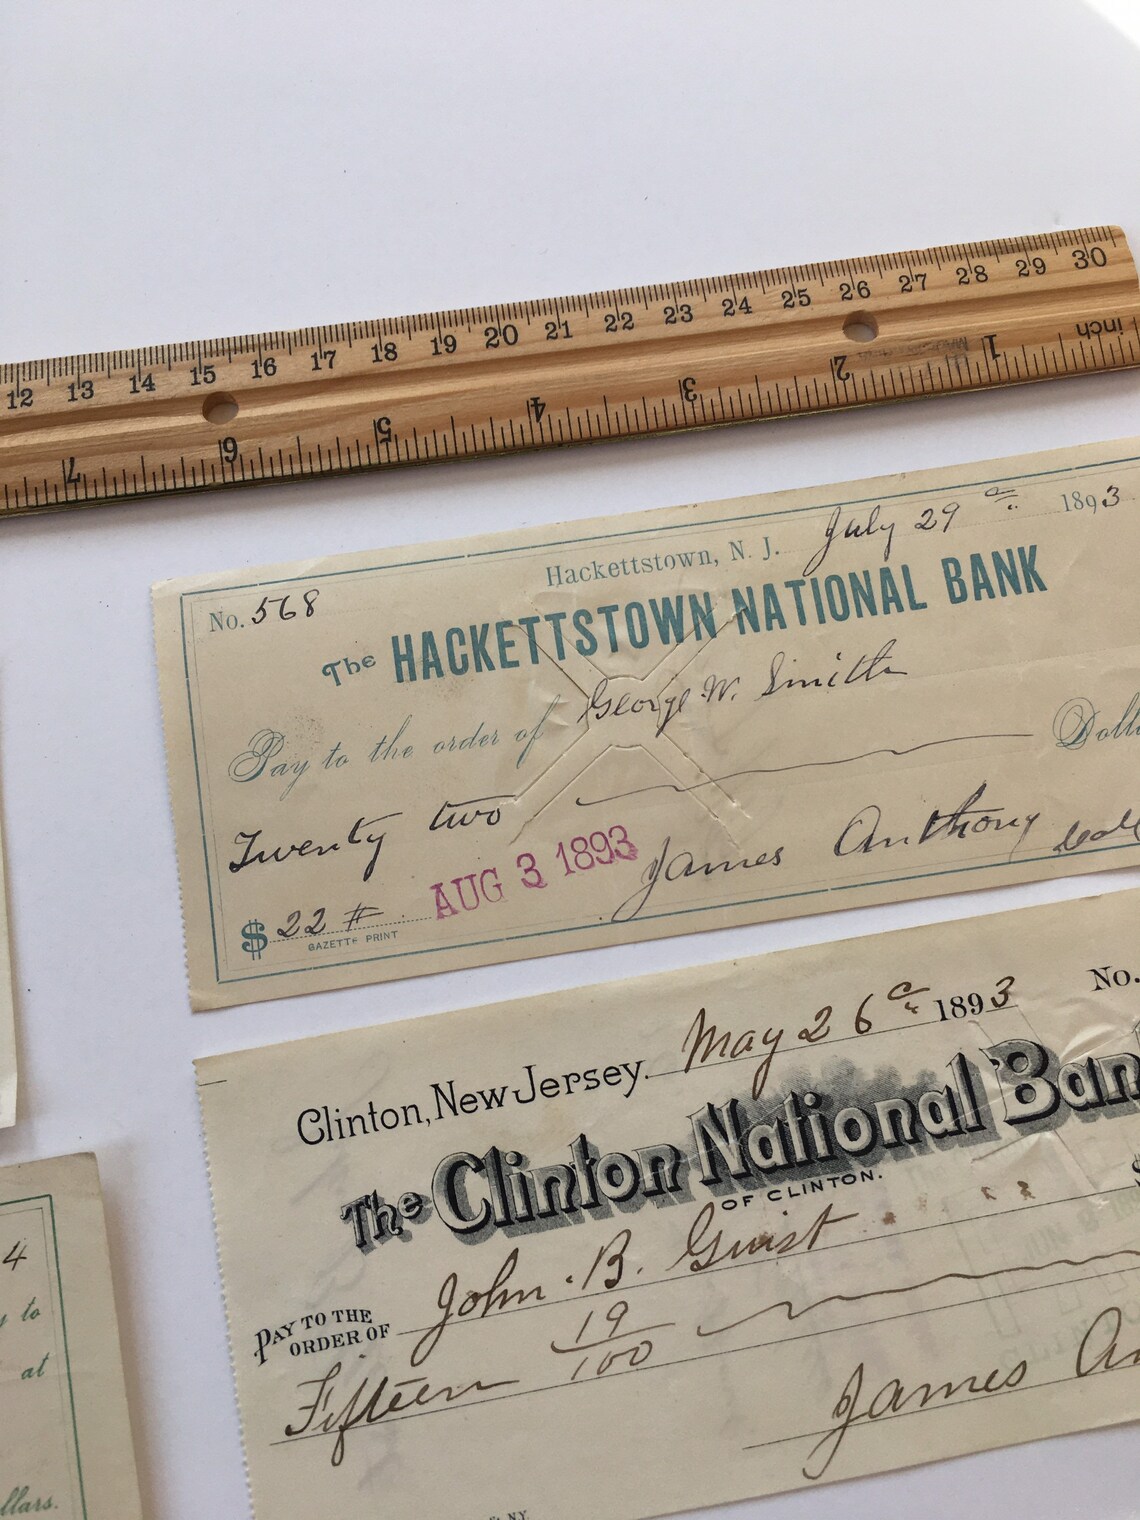 12 13 14 15 16 17 18 19 20 21 22 23 24 25 26 27 28 29 30
7 6 5 4 3 2 1 inch
Hackettstown, N. J. July 29 1893
No. 568
The HACKETTSTOWN NATIONAL BANK
Pay to the order of George W. Smith
Twenty two Doll
$ 22 AUG 3 1893 James Anthony
GAZETTE PRINT
No.
Clinton, New Jersey. May 26 1893
The Clinton National Ban
OF CLINTON.
PAY TO THE ORDER OF John B. Guist
Fifteen 19/100
James An
N.Y.
4
y to
at
llars.